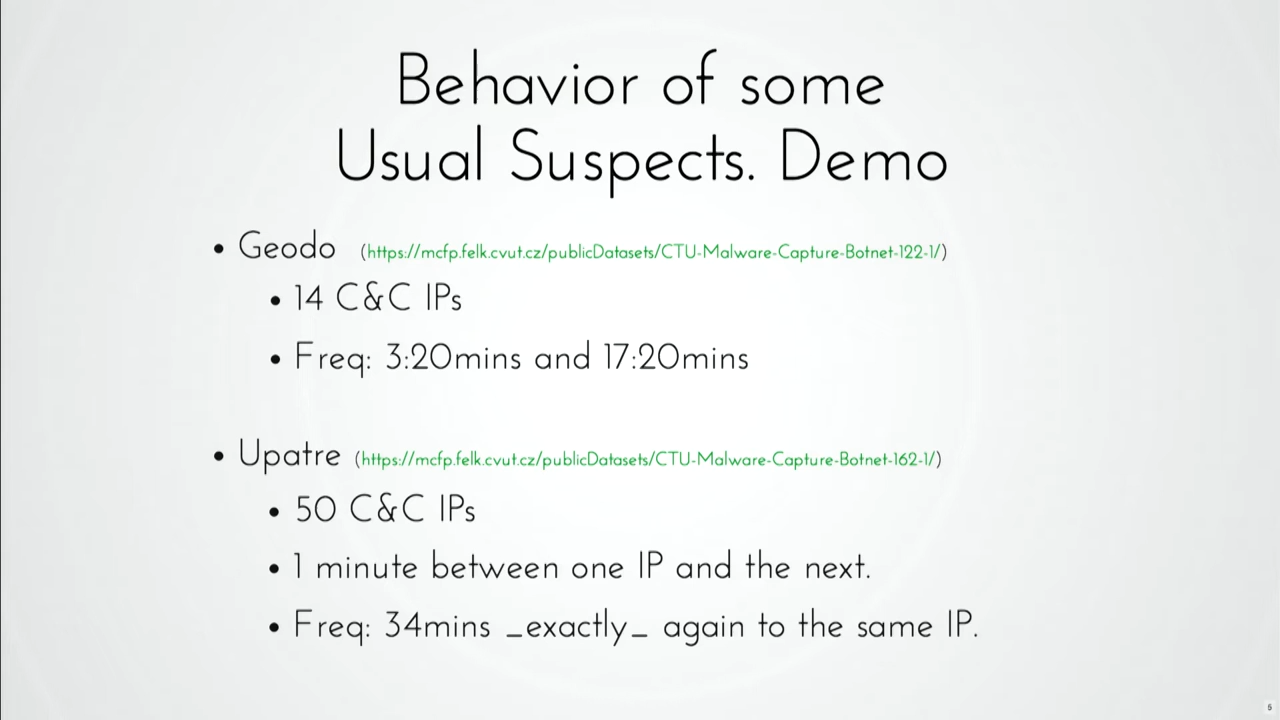 Behavior of some
Usual Suspects. Demo
• Geodo (https://mcfp.felk.cvut.cz/publicDatasets/CTU-Malware-Capture-Botnet-122-1/)
• 14 C&C IPs
• Freq: 3:20mins and 17:20mins
• Upatre (https://mcfp.felk.cvut.cz/publicDatasets/CTU-Malware-Capture-Botnet-162-1/)
• 50 C&C IPs
• 1 minute between one IP and the next.
• Freq: 34mins _exactly_ again to the same IP.